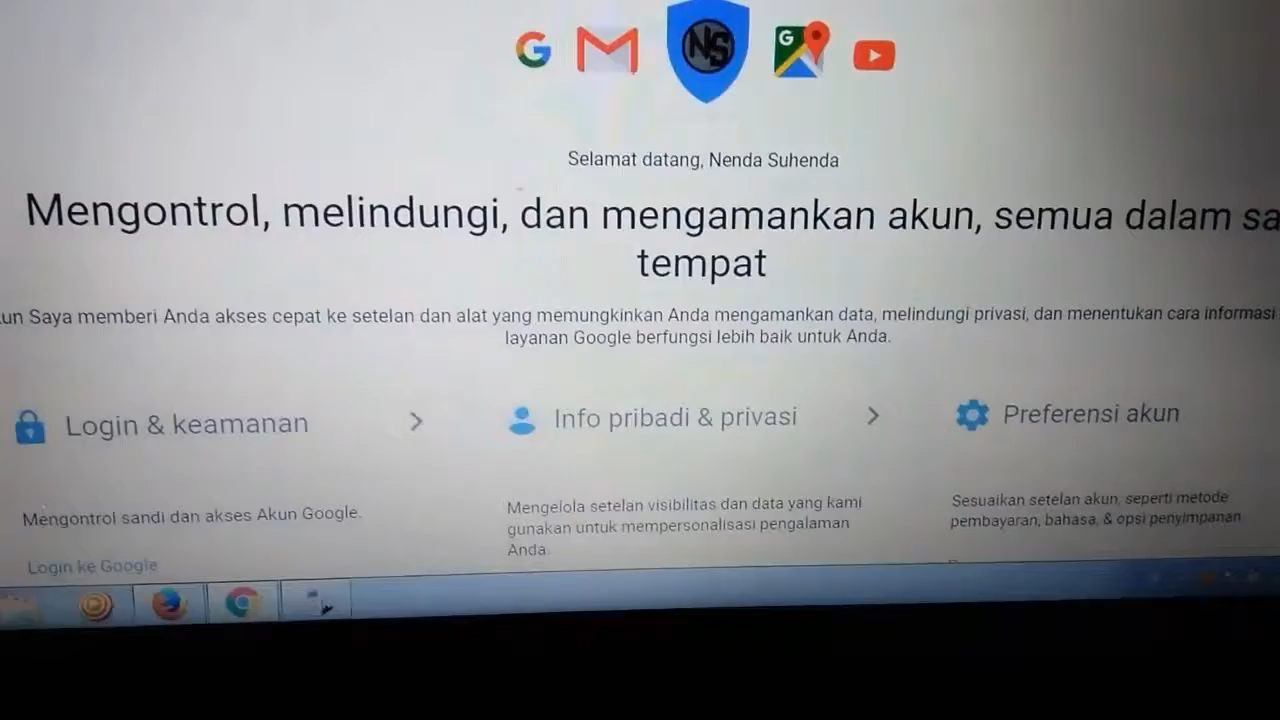 G
NS
G
Selamat datang, Nenda Suhenda
Mengontrol, melindungi, dan mengamankan akun, semua dalam sa
tempat
un Saya memberi Anda akses cepat ke setelan dan alat yang memungkinkan Anda mengamankan data, melindungi privasi, dan menentukan cara informasi
layanan Google berfungsi lebih baik untuk Anda.
Login & keamanan
Mengontrol sandi dan akses Akun Google.
Login ke Google
Info pribadi & privasi
Mengelola setelan visibilitas dan data yang kami
gunakan untuk mempersonalisasi pengalaman
Anda.
Preferensi akun
Sesuaikan setelan akun, seperti metode
pembayaran, bahasa, & opsi penyimpanan.